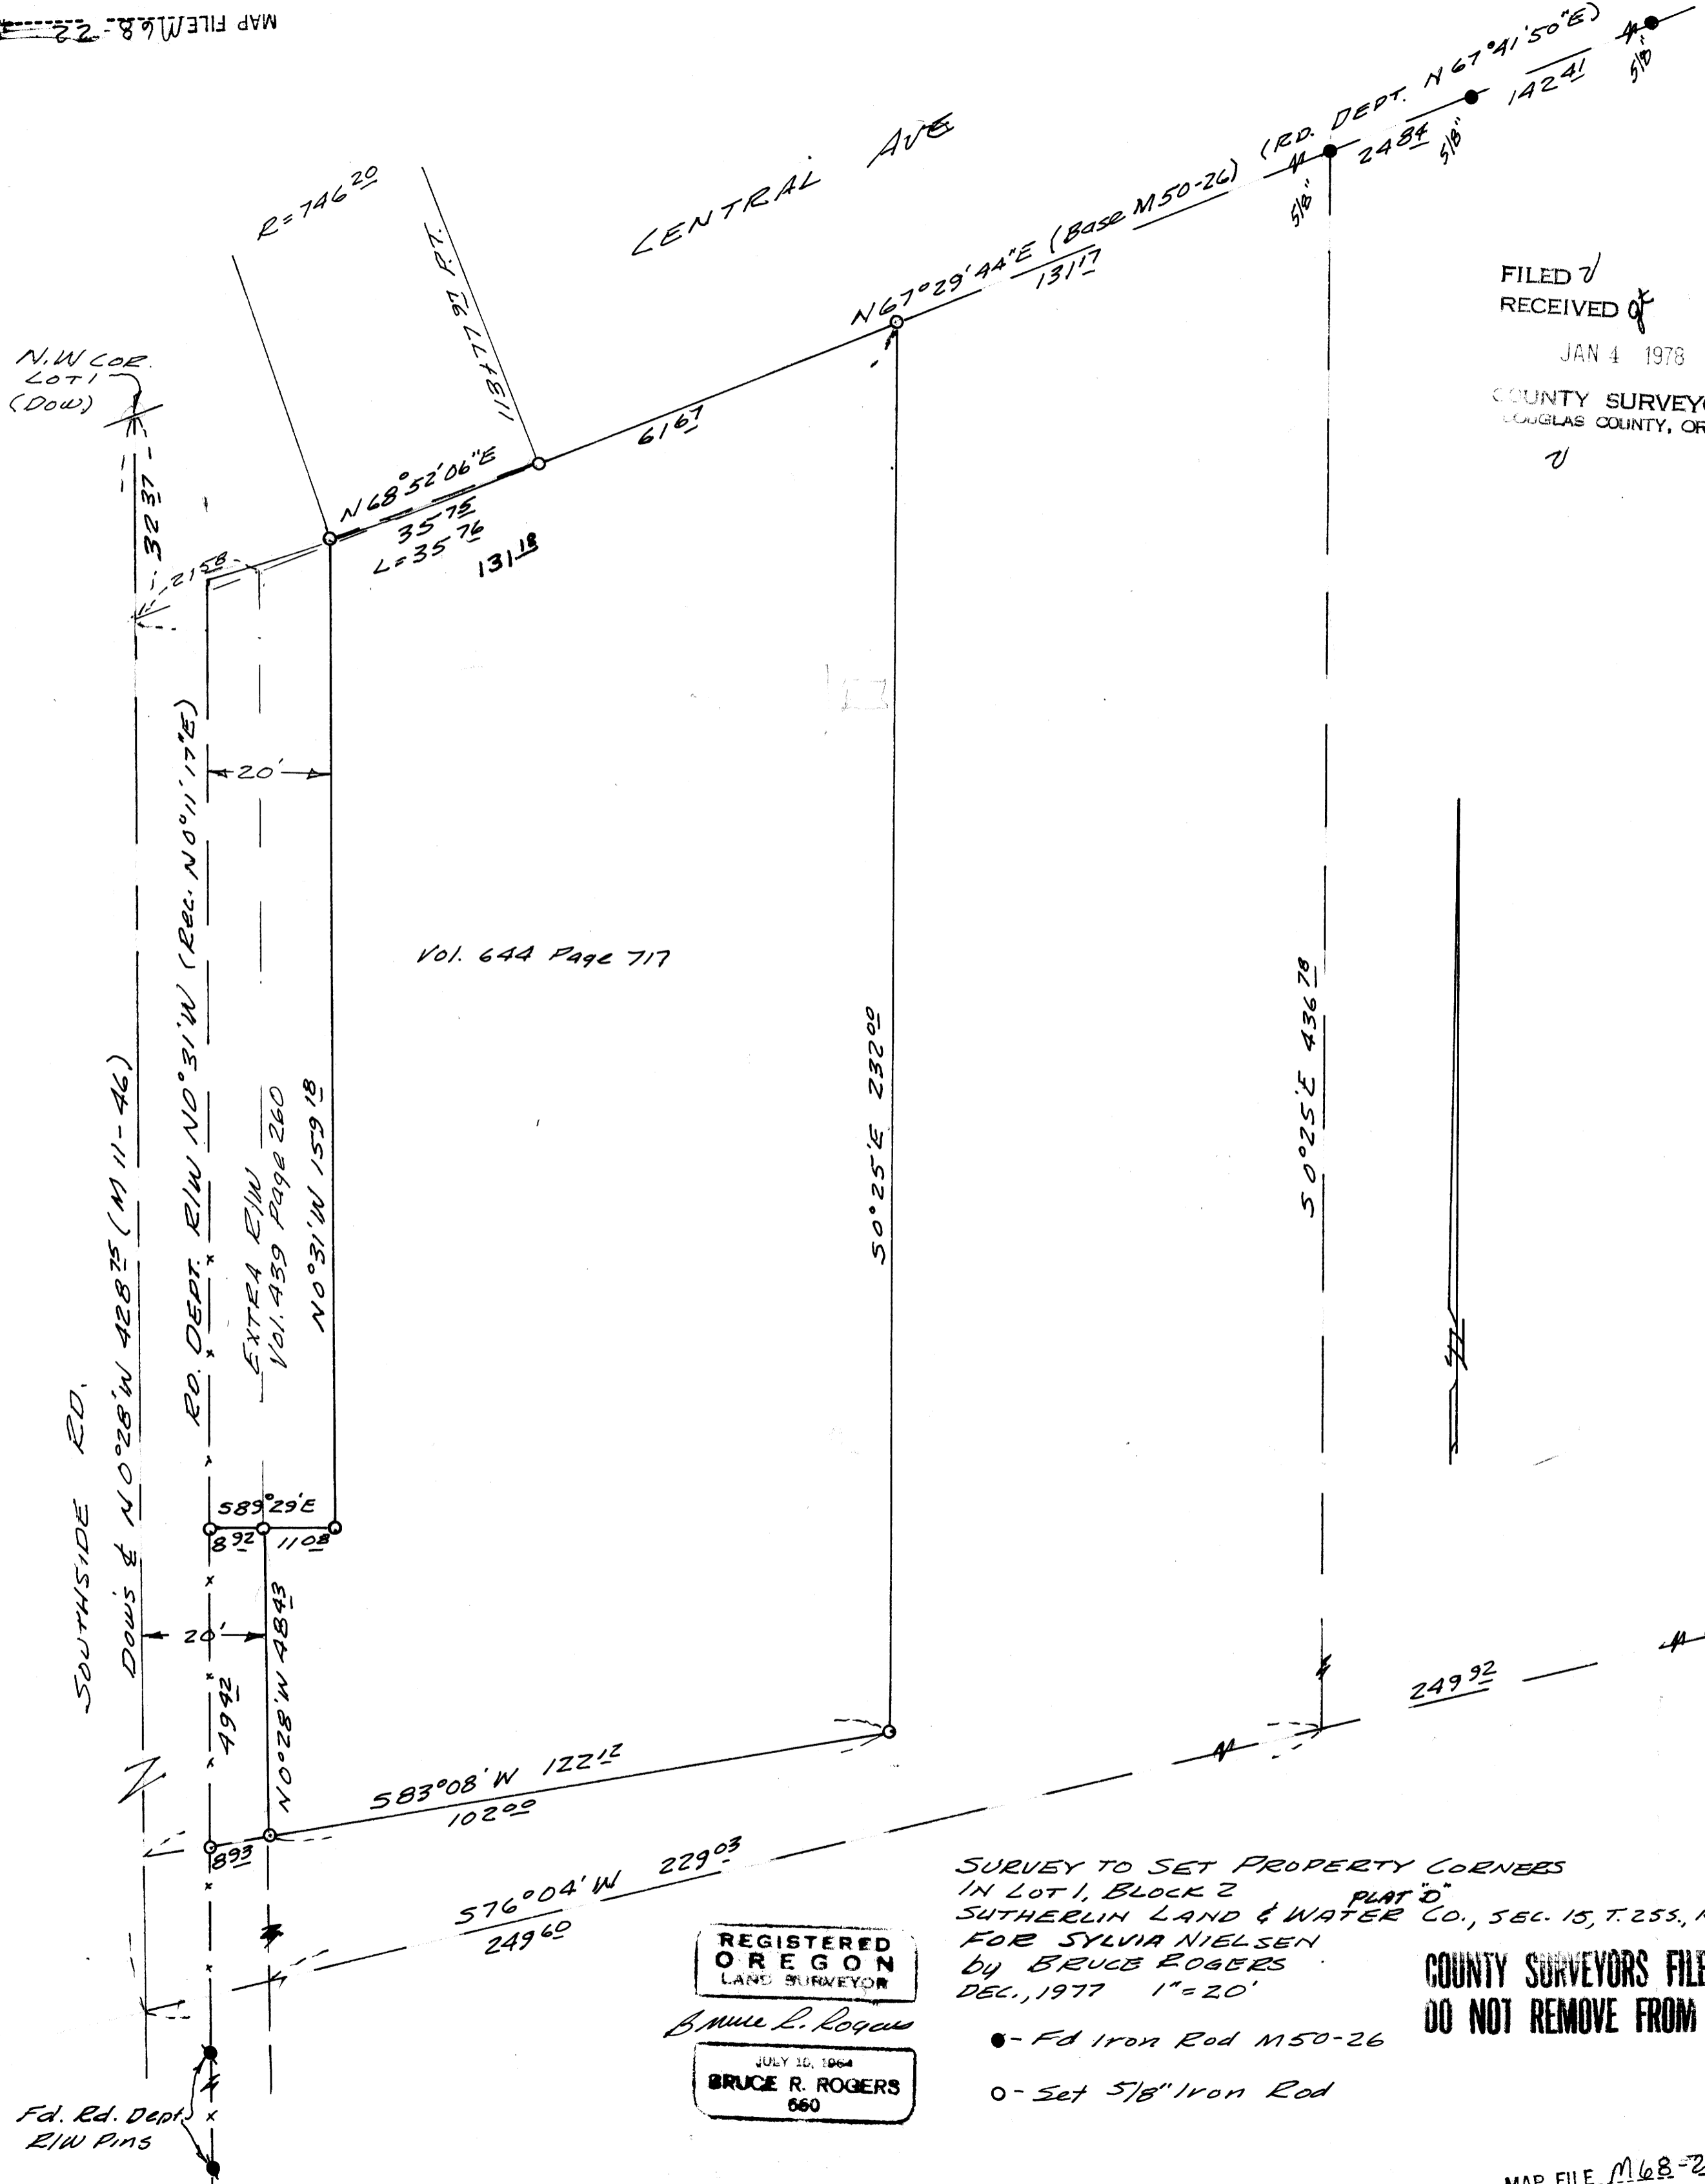 MAP FILE M68-22
(RD. DEPT. N 67°41'50"E)
5/8"
142 41
5/8"
24 84
5/8"
N 67°29'44"E (Base M50-26)
131 17
CENTRAL AVE
R=746 20
118+77 97 P.T.
FILED
RECEIVED
JAN 4 1978
COUNTY SURVEYO
DOUGLAS COUNTY, OR
N.W COR.
LOT 1
(DOW)
32 37
61 67
N 68°52'06"E
35 75
L=35 76
131 18
21 58
20'
Vol. 644 Page 717
RD. DEPT. R/W N0°31'W (Rec. N0°11'17"E)
DOW'S ⅊ N 0°28'W 428 75 (M 11-46)
EXTRA R/W
Vol. 439 Page 260
N0°31'W 159 18
S0°25'E 232 00
S0°25'E 436 78
SOUTHSIDE RD.
S89°29'E
8 92
11 08
20'
49 42
N0°28'W 48 43
249 92
S83°08'W 122 12
102 00
8 93
S76°04'W 229 03
249 60
SURVEY TO SET PROPERTY CORNERS
IN LOT 1, BLOCK 2 PLAT "D"
SUTHERLIN LAND & WATER CO., SEC. 15, T.25S.,
FOR SYLVIA NIELSEN
by BRUCE ROGERS
DEC., 1977 1"=20'
REGISTERED
OREGON
LAND SURVEYOR
Bruce R. Rogers
JULY 10, 1964
BRUCE R. ROGERS
660
COUNTY SURVEYORS FILE
DO NOT REMOVE FROM
●- Fd Iron Rod M50-26
○- Set 5/8" Iron Rod
Fd. Rd. Dept.
R/W Pins
MAP FILE M68-2